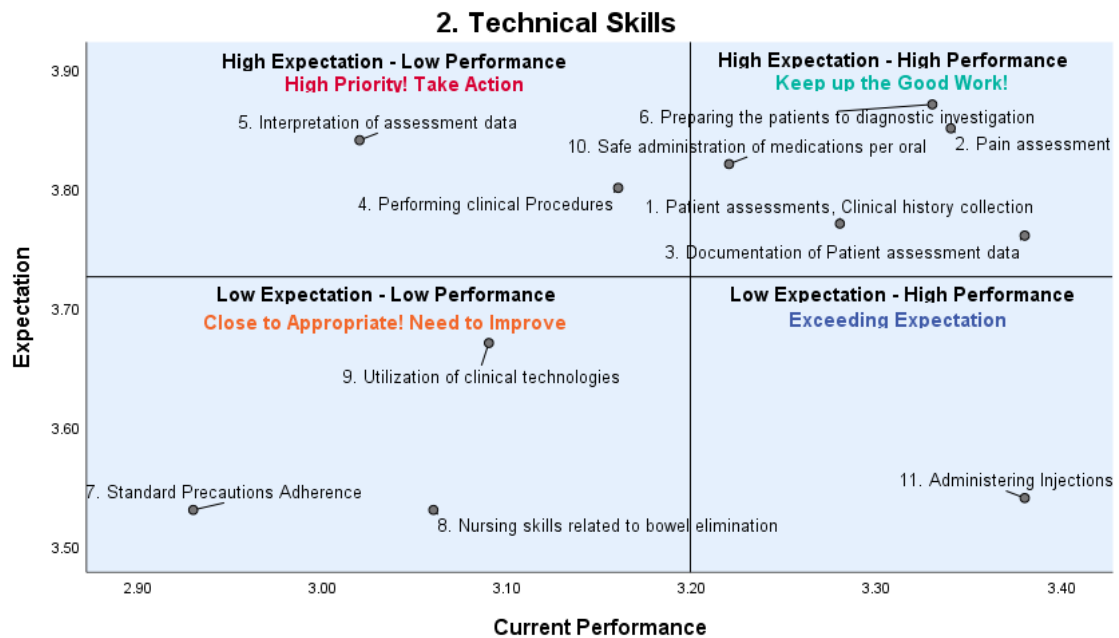 2. Technical Skills
High Expectation - Low Performance
High Priority! Take Action
High Expectation - High Performance
Keep up the Good Work!
5. Interpretation of assessment data
6. Preparing the patients to diagnostic investigation
10. Safe administration of medications per oral
2. Pain assessment
4. Performing clinical Procedures
1. Patient assessments, Clinical history collection
3. Documentation of Patient assessment data
Low Expectation - Low Performance
Close to Appropriate! Need to Improve
Low Expectation - High Performance
Exceeding Expectation
9. Utilization of clinical technologies
7. Standard Precautions Adherence
8. Nursing skills related to bowel elimination
11. Administering Injections
Expectation
3.90
3.80
3.70
3.60
3.50
2.90 3.00 3.10 3.20 3.30 3.40
Current Performance